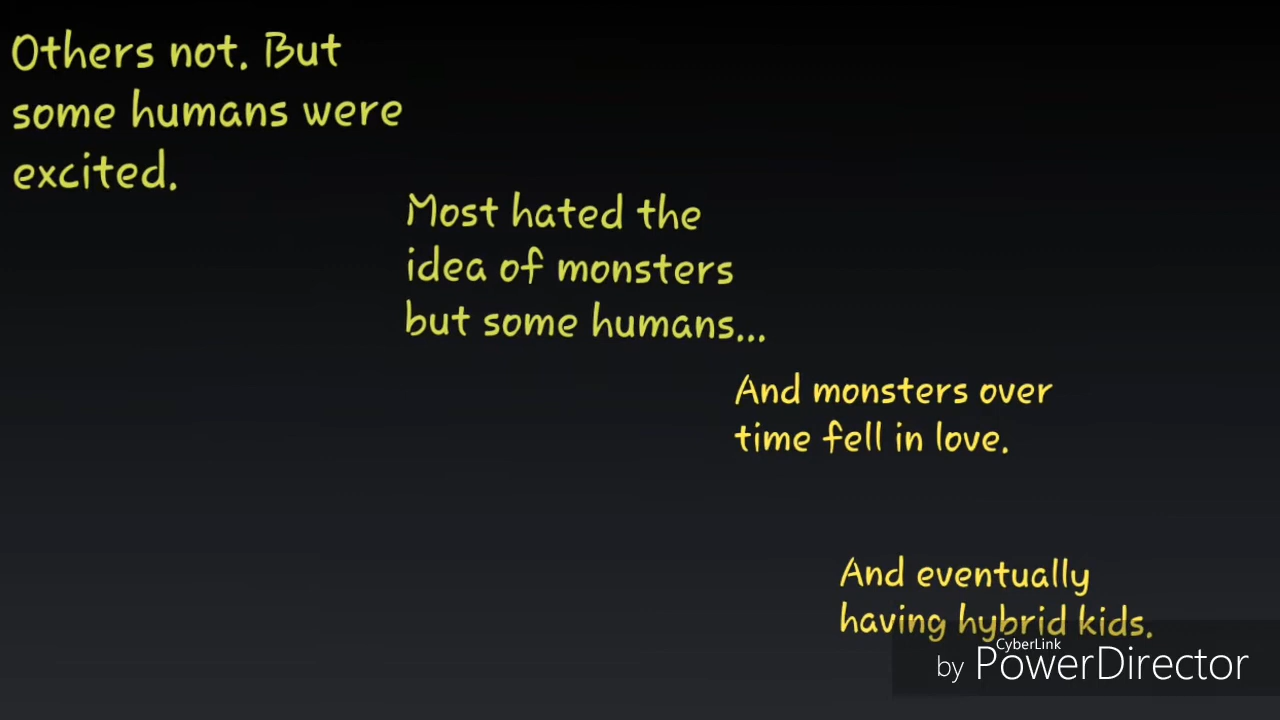 Others not. But
some humans were
excited.
Most hated the
idea of monsters
but some humans...
And monsters over
time fell in love.
And eventually
having hybrid kids.
CyberLink
by PowerDirector